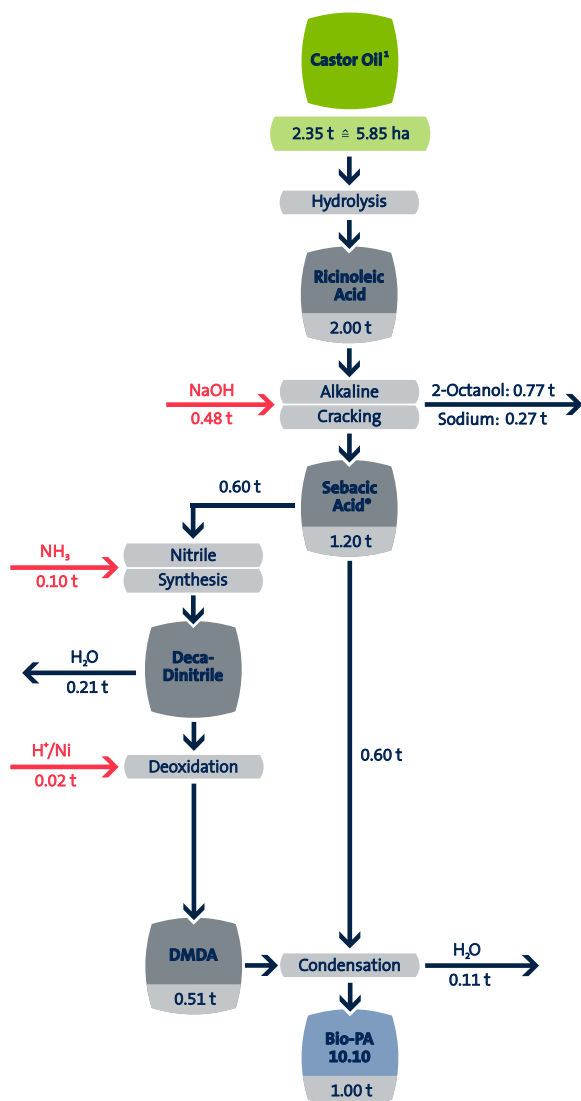 Castor Oil¹
2.35 t ≙ 5.85 ha
Hydrolysis
Ricinoleic
Acid
2.00 t
NaOH
0.48 t
Alkaline
Cracking
2-Octanol: 0.77 t
Sodium: 0.27 t
0.60 t
Sebacic
Acid*
1.20 t
NH₃
0.10 t
Nitrile
Synthesis
H₂O
0.21 t
Deca-
Dinitrile
H⁺/Ni
0.02 t
Deoxidation
0.60 t
DMDA
0.51 t
Condensation
H₂O
0.11 t
Bio-PA
10.10
1.00 t